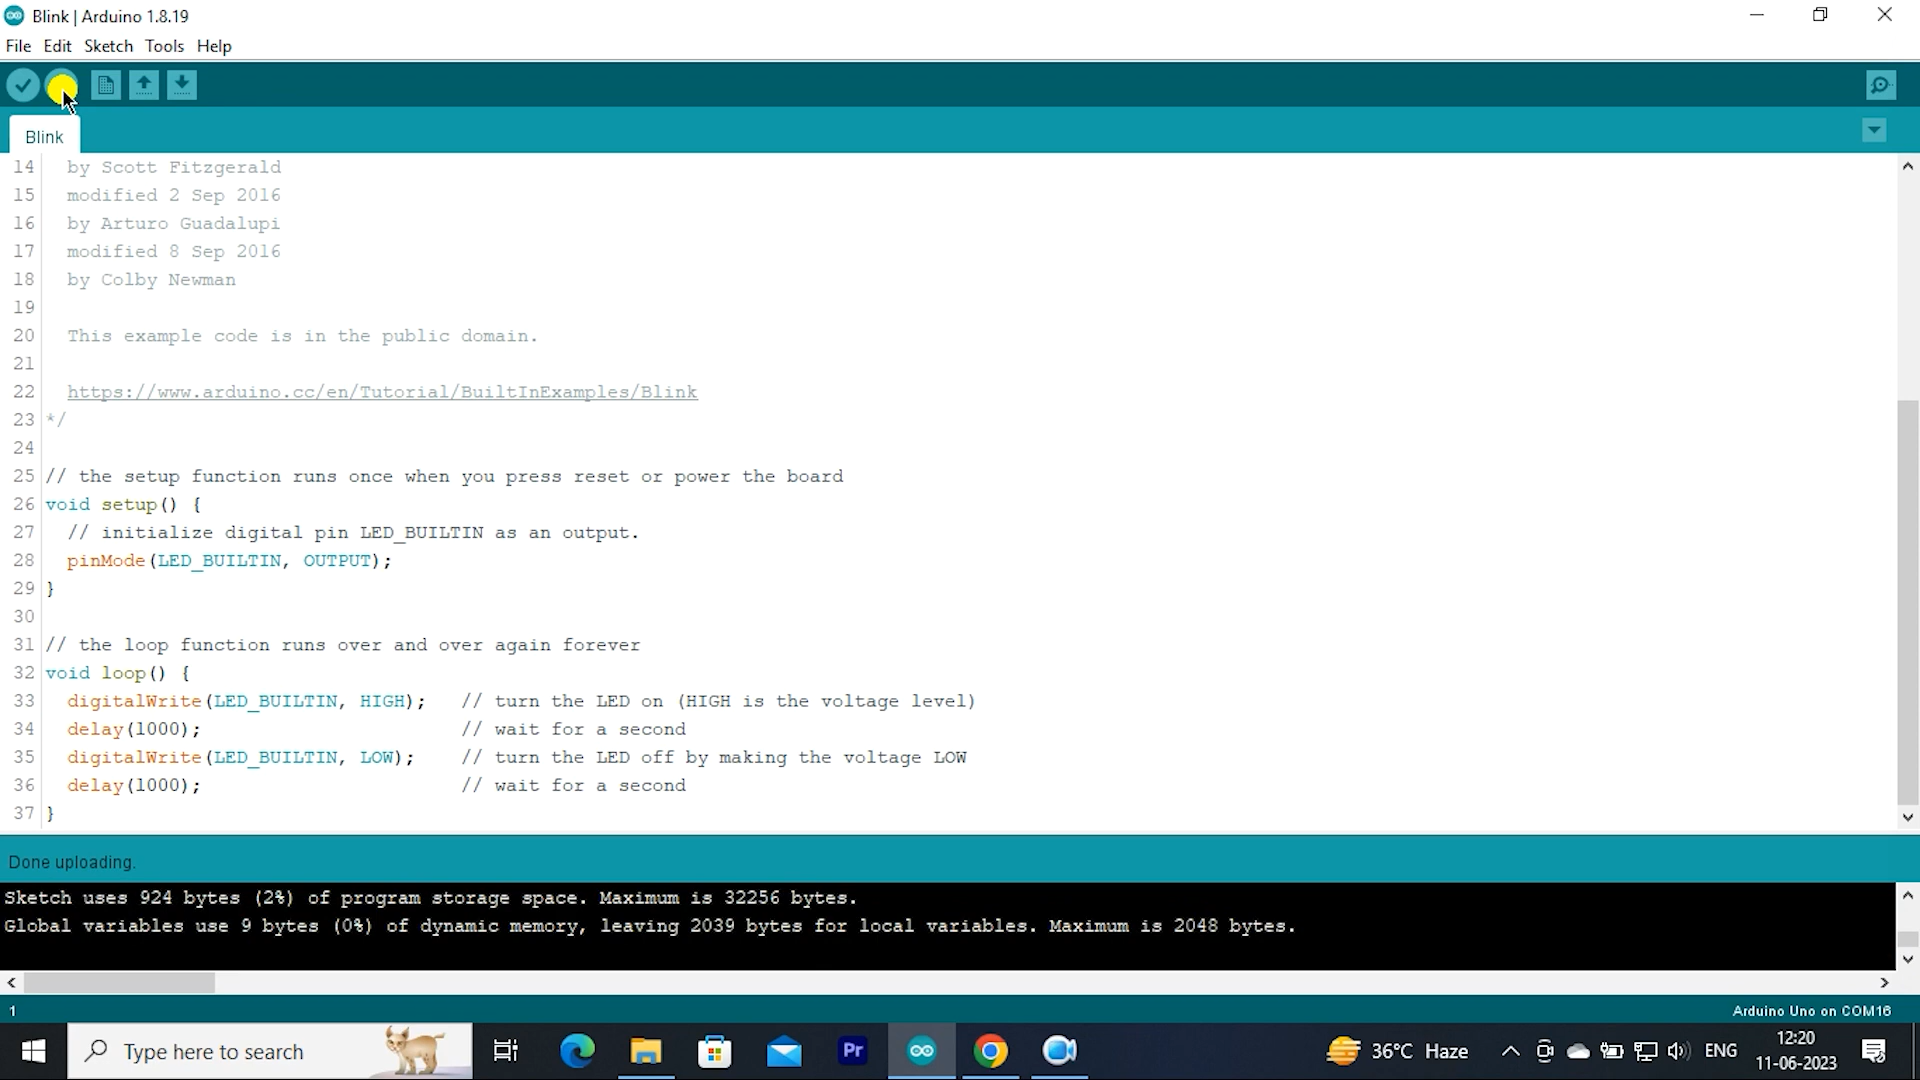 Blink | Arduino 1.8.19
File Edit Sketch Tools Help
Blink
14 by Scott Fitzgerald
15 modified 2 Sep 2016
16 by Arturo Guadalupi
17 modified 8 Sep 2016
18 by Colby Newman
19
20 This example code is in the public domain.
21
22 https://www.arduino.cc/en/Tutorial/BuiltInExamples/Blink
23 */
24
25 // the setup function runs once when you press reset or power the board
26 void setup() {
27 // initialize digital pin LED_BUILTIN as an output.
28 pinMode(LED_BUILTIN, OUTPUT);
29 }
30
31 // the loop function runs over and over again forever
32 void loop() {
33 digitalWrite(LED_BUILTIN, HIGH); // turn the LED on (HIGH is the voltage level)
34 delay(1000); // wait for a second
35 digitalWrite(LED_BUILTIN, LOW); // turn the LED off by making the voltage LOW
36 delay(1000); // wait for a second
37 }
Done uploading.
Sketch uses 924 bytes (2%) of program storage space. Maximum is 32256 bytes.
Global variables use 9 bytes (0%) of dynamic memory, leaving 2039 bytes for local variables. Maximum is 2048 bytes.
1 Arduino Uno on COM16
Type here to search Pr 36°C Haze ENG 12:20
11-06-2023